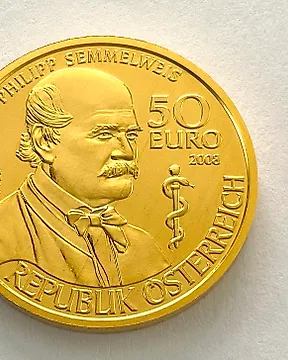 PHILIPP SEMMELWEIS
50
EURO
2008
REPUBLIK ÖSTERREICH